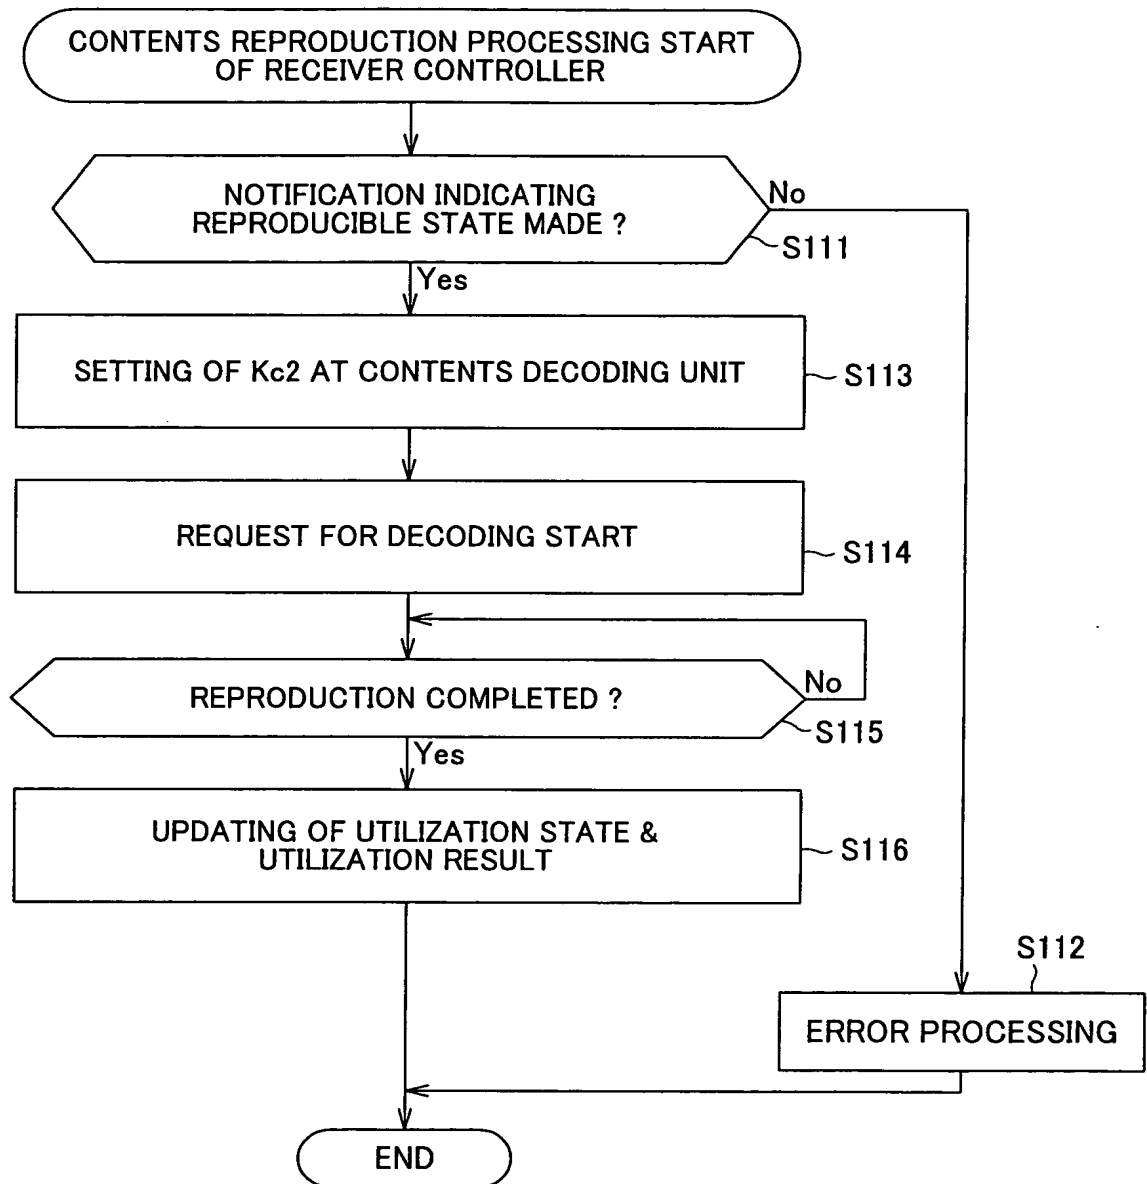 CONTENTS REPRODUCTION PROCESSING START
OF RECEIVER CONTROLLER
NOTIFICATION INDICATING
REPRODUCIBLE STATE MADE ?
No
S111
Yes
SETTING OF Kc2 AT CONTENTS DECODING UNIT
S113
REQUEST FOR DECODING START
S114
REPRODUCTION COMPLETED ?
No
S115
Yes
UPDATING OF UTILIZATION STATE &
UTILIZATION RESULT
S116
S112
ERROR PROCESSING
END